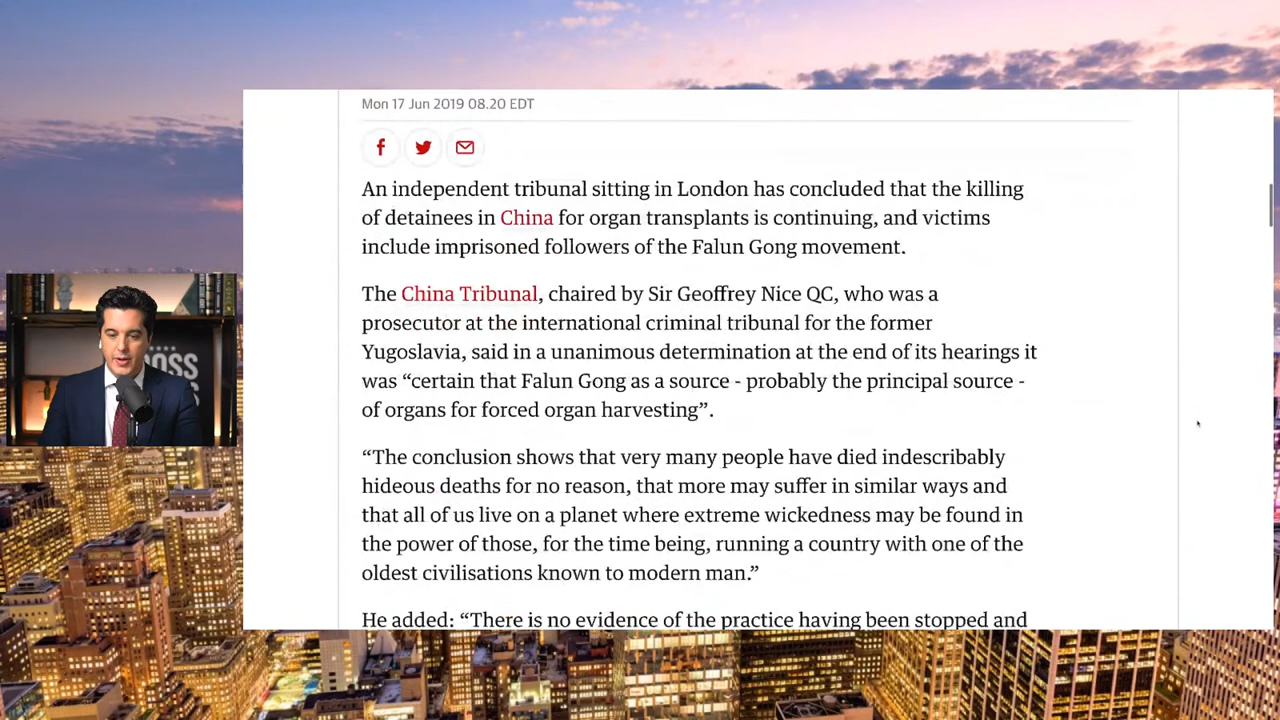 Mon 17 Jun 2019 08.20 EDT
An independent tribunal sitting in London has concluded that the killing
of detainees in China for organ transplants is continuing, and victims
include imprisoned followers of the Falun Gong movement.
The China Tribunal, chaired by Sir Geoffrey Nice QC, who was a
prosecutor at the international criminal tribunal for the former
Yugoslavia, said in a unanimous determination at the end of its hearings it
was “certain that Falun Gong as a source - probably the principal source -
of organs for forced organ harvesting”.
“The conclusion shows that very many people have died indescribably
hideous deaths for no reason, that more may suffer in similar ways and
that all of us live on a planet where extreme wickedness may be found in
the power of those, for the time being, running a country with one of the
oldest civilisations known to modern man.”
He added: “There is no evidence of the practice having been stopped and